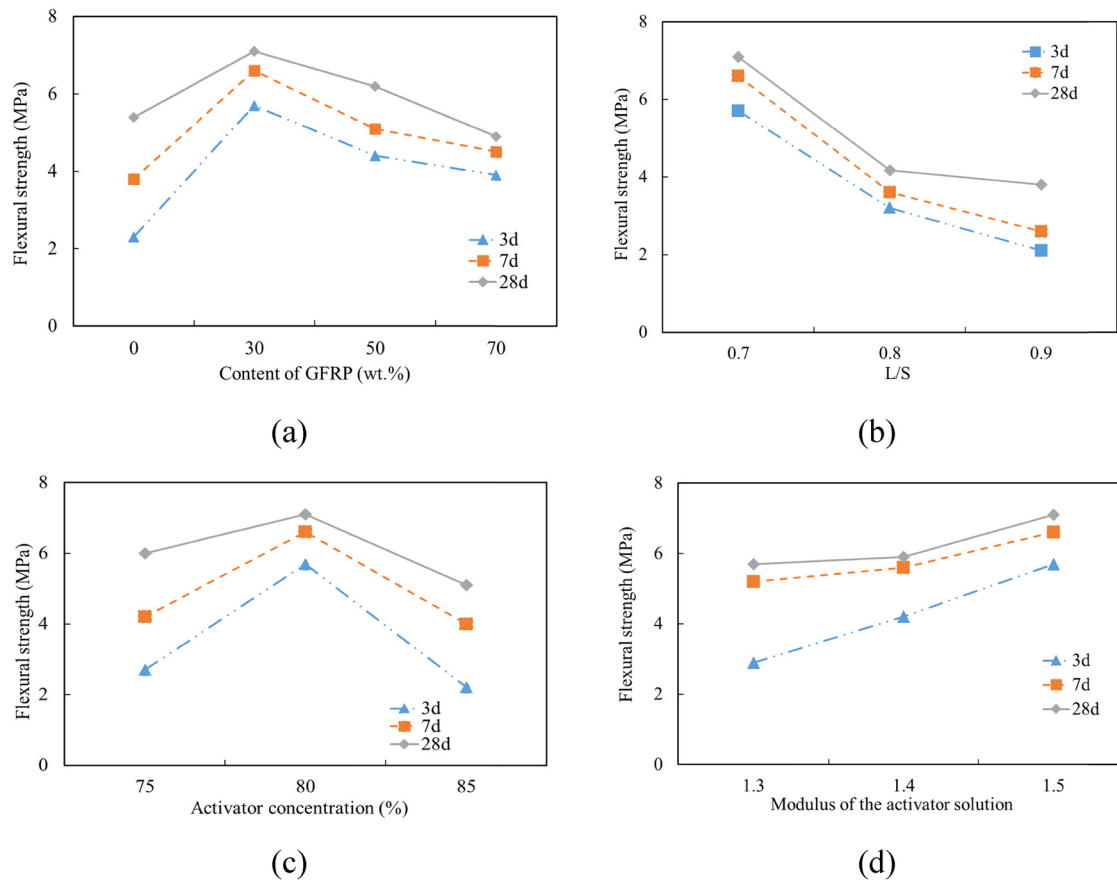 8
6
4
2
0
Flexural strength (MPa)
3d
7d
28d
0 30 50 70
Content of GFRP (wt.%)
(a)
8
6
4
2
0
Flexural strength (MPa)
3d
7d
28d
0.7 0.8 0.9
L/S
(b)
8
6
4
2
0
Flexural strength (MPa)
3d
7d
28d
75 80 85
Activator concentration (%)
(c)
8
6
4
2
0
Flexural strength (MPa)
3d
7d
28d
1.3 1.4 1.5
Modulus of the activator solution
(d)